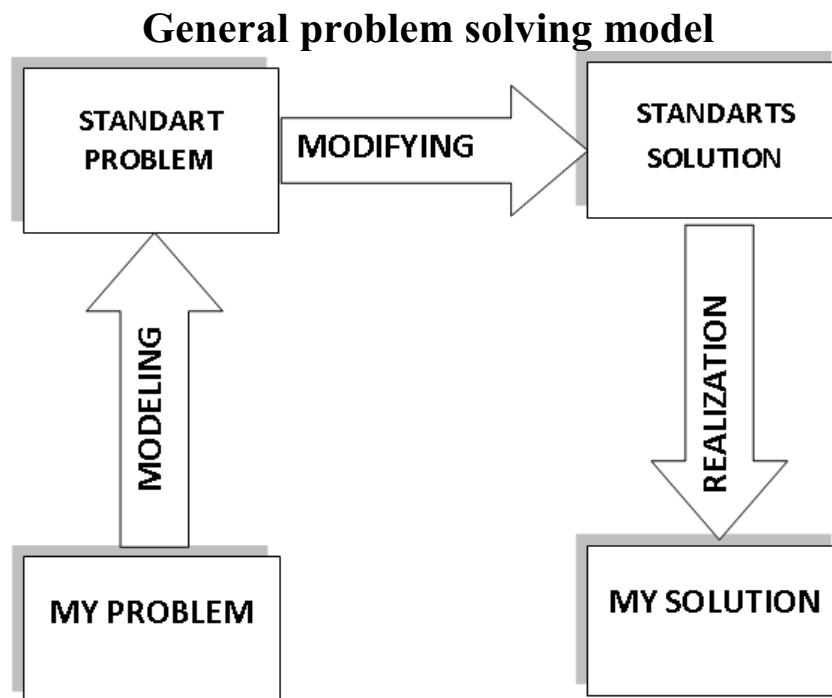 General problem solving model
STANDART
PROBLEM
MODIFYING
STANDARTS
SOLUTION
MODELING
REALIZATION
MY PROBLEM
MY SOLUTION